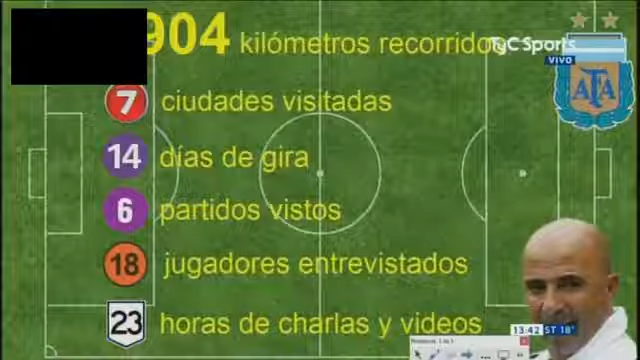 904 kilómetros recorridos
TyC Sports
VIVO
AFA
7 ciudades visitadas
14 días de gira
6 partidos vistos
18 jugadores entrevistados
23 horas de charlas y videos
13:42 ST 18°